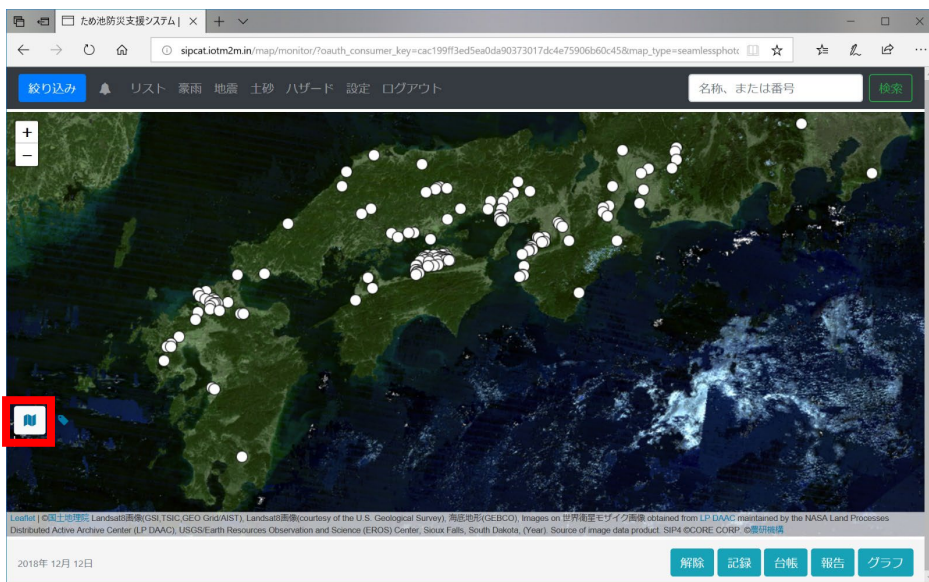 ため池防災支援システム |
sipcat.iotm2m.in/map/monitor/?oauth_consumer_key=cac199ff3ed5ea0da90373017dc4e75906b60c45&map_type=seamlessphoto
絞り込み リスト 豪雨 地震 土砂 ハザード 設定 ログアウト 名称、または番号 検索
+
−
Leaflet | ©国土地理院 Landsat8画像(GSI,TSIC,GEO Grid/AIST), Landsat8画像(courtesy of the U.S. Geological Survey), 海底地形(GEBCO), Images on 世界衛星モザイク画像 obtained from LP DAAC maintained by the NASA Land Processes
Distributed Active Archive Center (LP DAAC), USGS/Earth Resources Observation and Science (EROS) Center, Sioux Falls, South Dakota, (Year). Source of image data product. SIP4 ©CORE CORP. ©農研機構
2018年 12月 12日 解除 記録 台帳 報告 グラフ